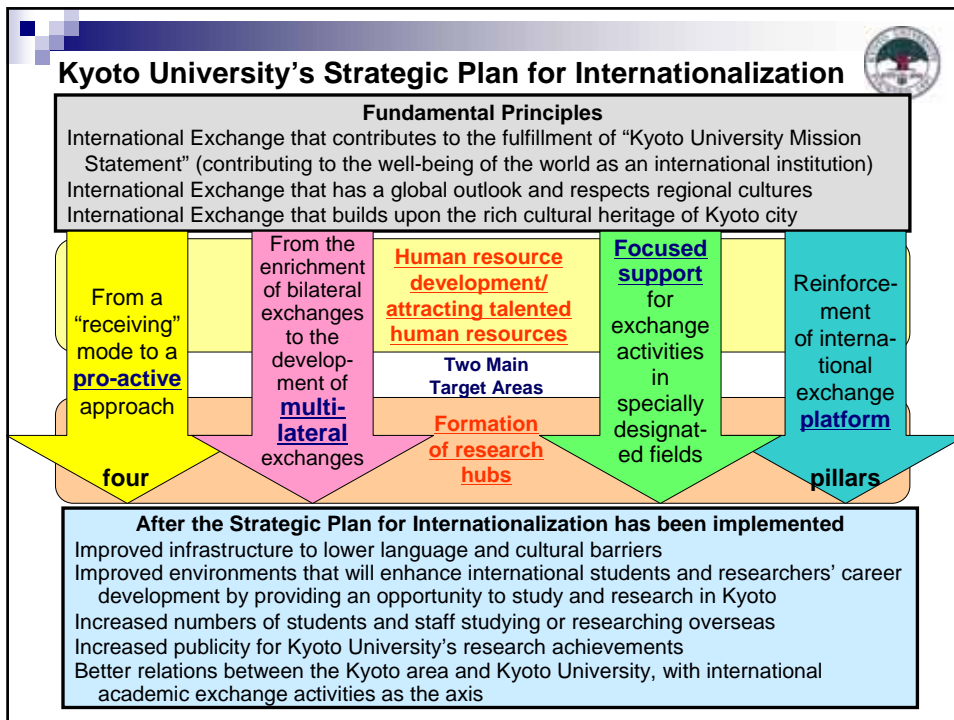 Kyoto University's Strategic Plan for Internationalization
Fundamental Principles
International Exchange that contributes to the fulfillment of “Kyoto University Mission
Statement” (contributing to the well-being of the world as an international institution)
International Exchange that has a global outlook and respects regional cultures
International Exchange that builds upon the rich cultural heritage of Kyoto city
From a
“receiving”
mode to a
pro-active
approach
four
From the
enrichment
of bilateral
exchanges
to the
develop-
ment of
multi-
lateral
exchanges
Human resource
development/
attracting talented
human resources
Two Main
Target Areas
Formation
of research
hubs
Focused
support
for
exchange
activities
in
specially
designat-
ed fields
Reinforce-
ment
of interna-
tional
exchange
platform
pillars
After the Strategic Plan for Internationalization has been implemented
Improved infrastructure to lower language and cultural barriers
Improved environments that will enhance international students and researchers’ career
development by providing an opportunity to study and research in Kyoto
Increased numbers of students and staff studying or researching overseas
Increased publicity for Kyoto University’s research achievements
Better relations between the Kyoto area and Kyoto University, with international
academic exchange activities as the axis